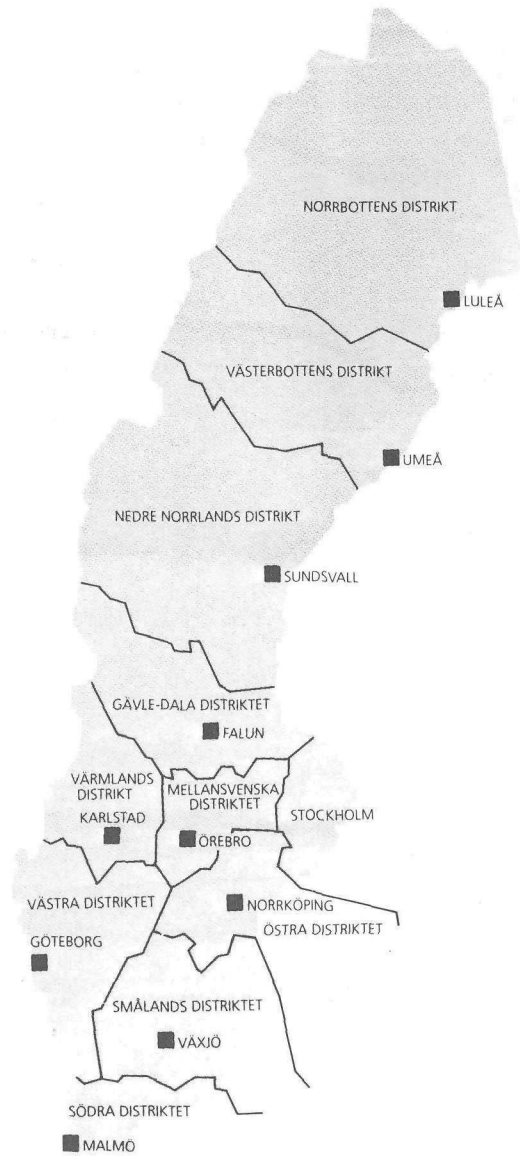 NORRBOTTENS DISTRIKT
LULEÅ
VÄSTERBOTTENS DISTRIKT
UMEÅ
NEDRE NORRLANDS DISTRIKT
SUNDSVALL
GÄVLE-DALA DISTRIKTET
FALUN
VÄRMLANDS
DISTRIKT
KARLSTAD
MELLANSVENSKA
DISTRIKTET
ÖREBRO
STOCKHOLM
VÄSTRA DISTRIKTET
NORRKÖPING
ÖSTRA DISTRIKTET
GÖTEBORG
SMÅLANDS DISTRIKTET
VÄXJÖ
SÖDRA DISTRIKTET
MALMÖ